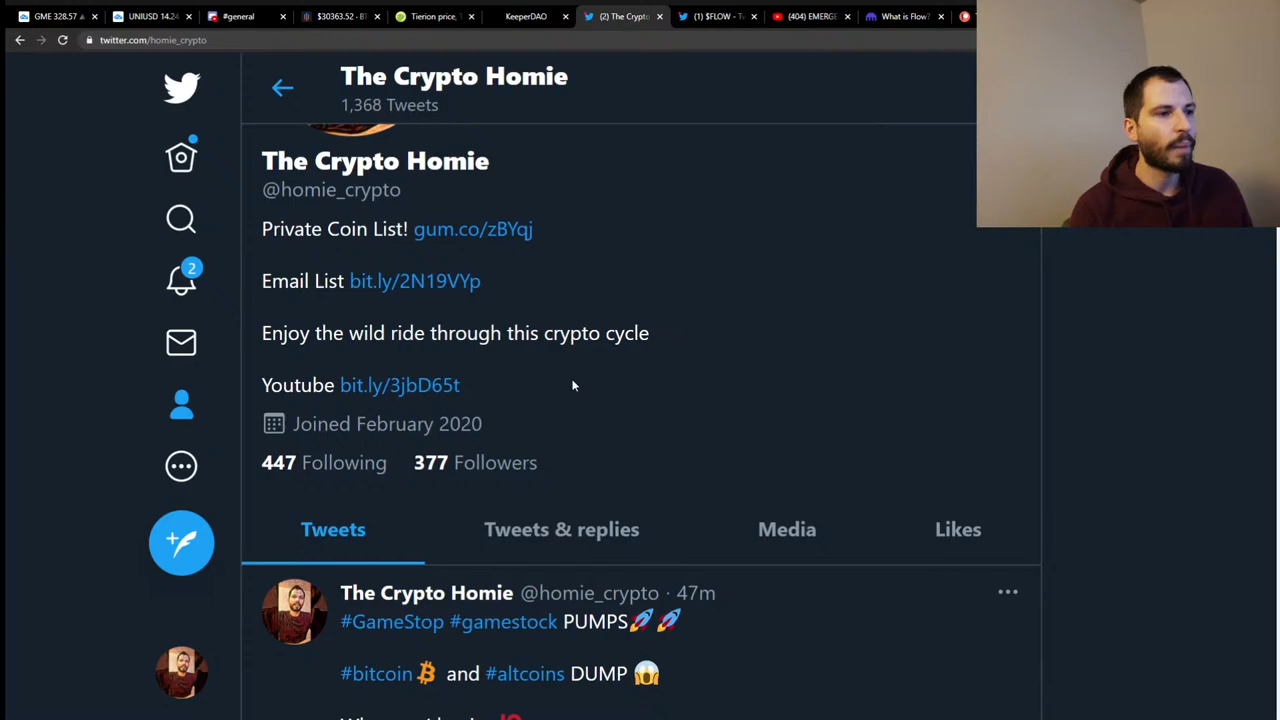 GME 328.57
UNIUSD 14.24
#general
$30363.52 - BT
Tierion price,
KeeperDAO
(2) The Crypto
(1) $FLOW - Tw
(404) EMERGE
What is Flow?
twitter.com/homie_crypto
The Crypto Homie
1,368 Tweets
The Crypto Homie
@homie_crypto
Private Coin List! gum.co/zBYqj
Email List bit.ly/2N19VYp
Enjoy the wild ride through this crypto cycle
Youtube bit.ly/3jbD65t
Joined February 2020
447 Following 377 Followers
2
Tweets
Tweets & replies
Media
Likes
The Crypto Homie @homie_crypto · 47m
#GameStop #gamestock PUMPS🚀🚀
#bitcoin and #altcoins DUMP 😱